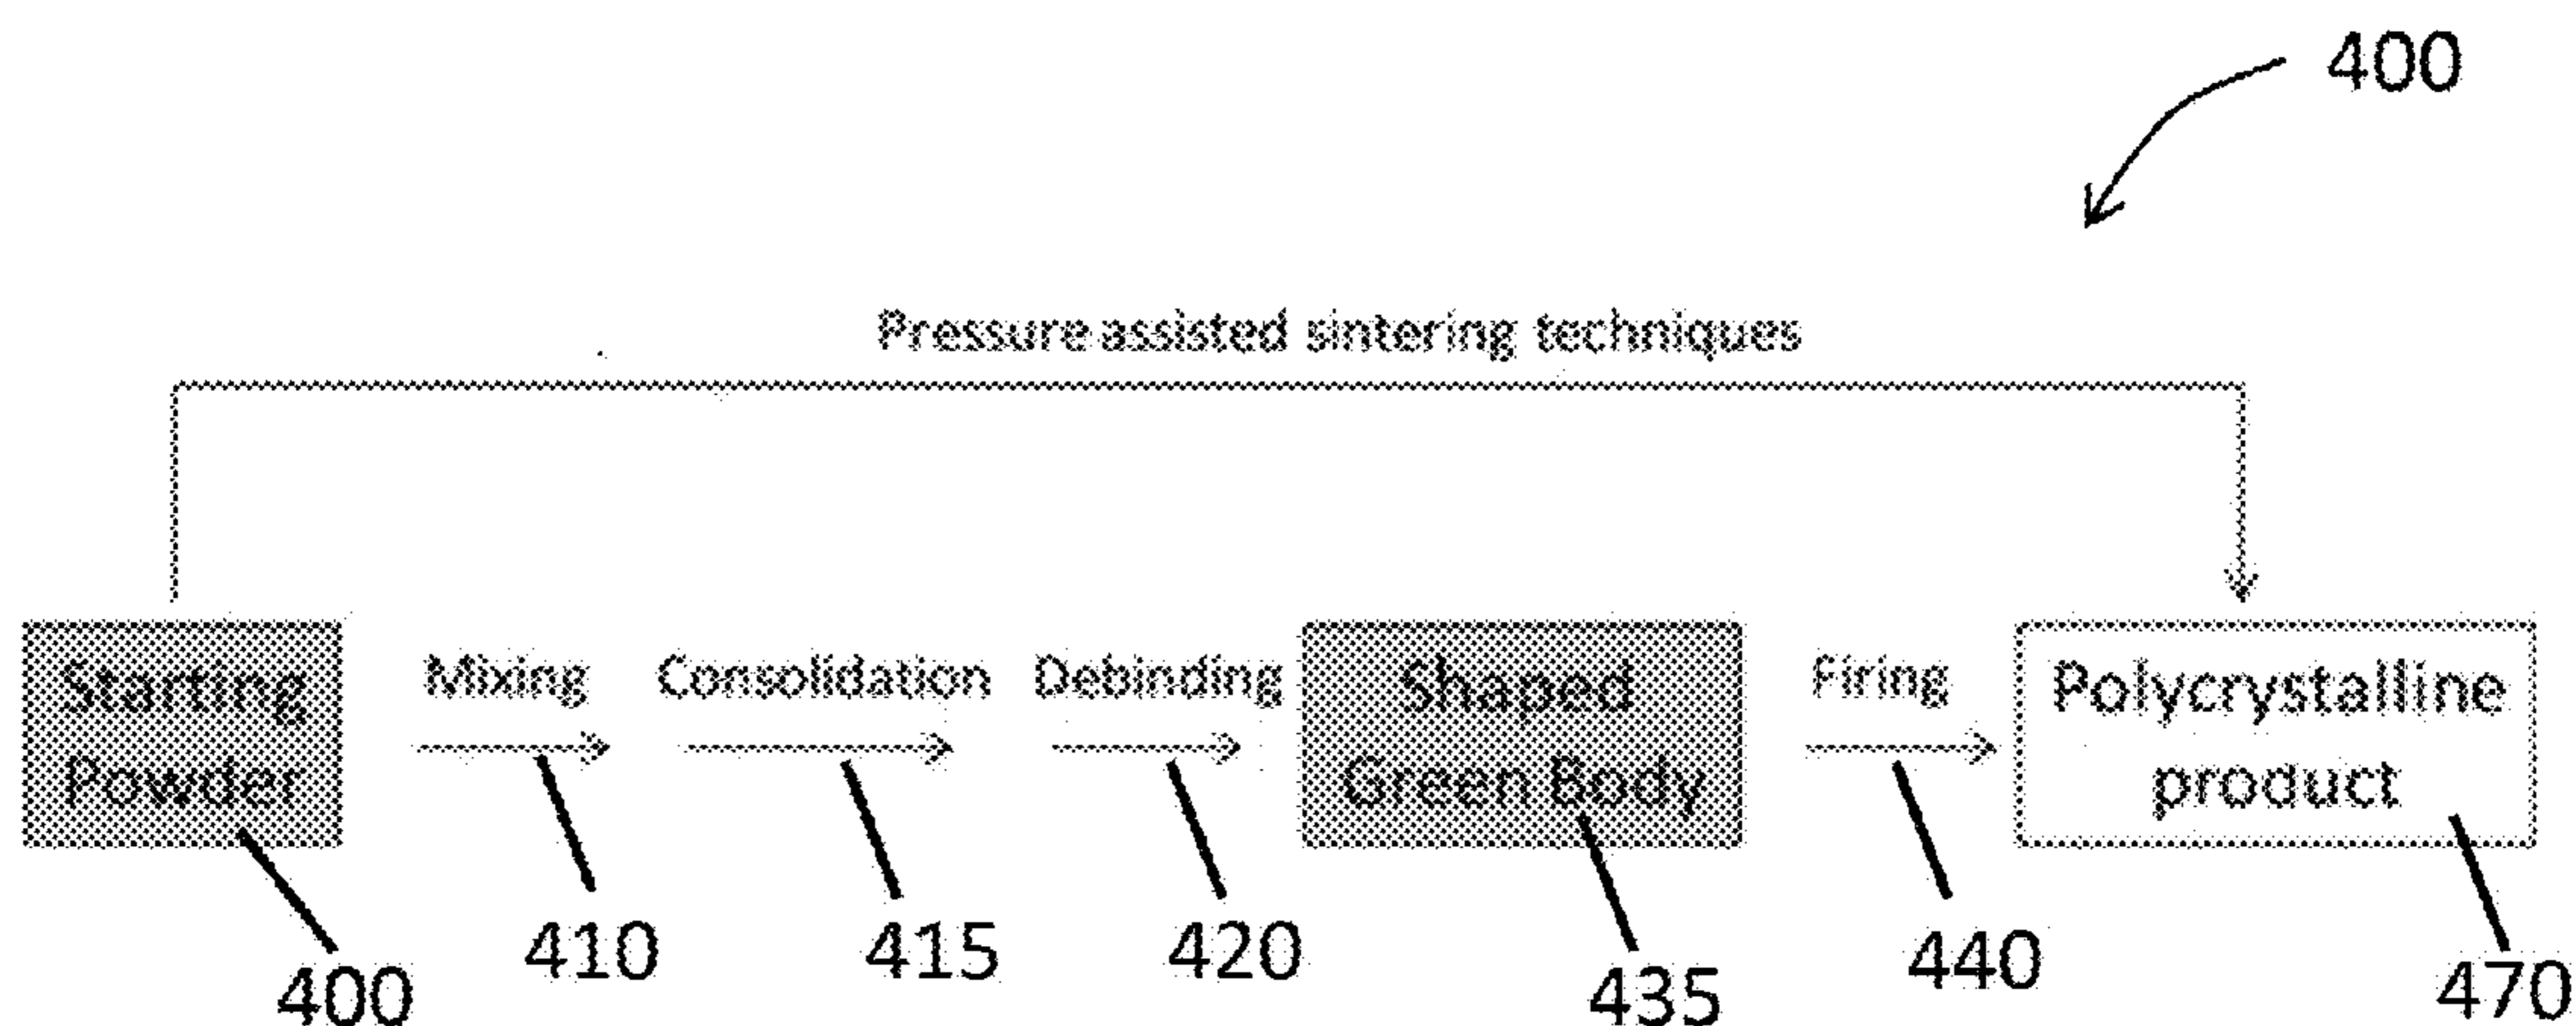 400
Pressure assisted sintering techniques
Starting
Powder
Mixing
Consolidation
Debinding
Shaped
Green Body
Firing
Polycrystalline
product
400
410
415
420
435
440
470